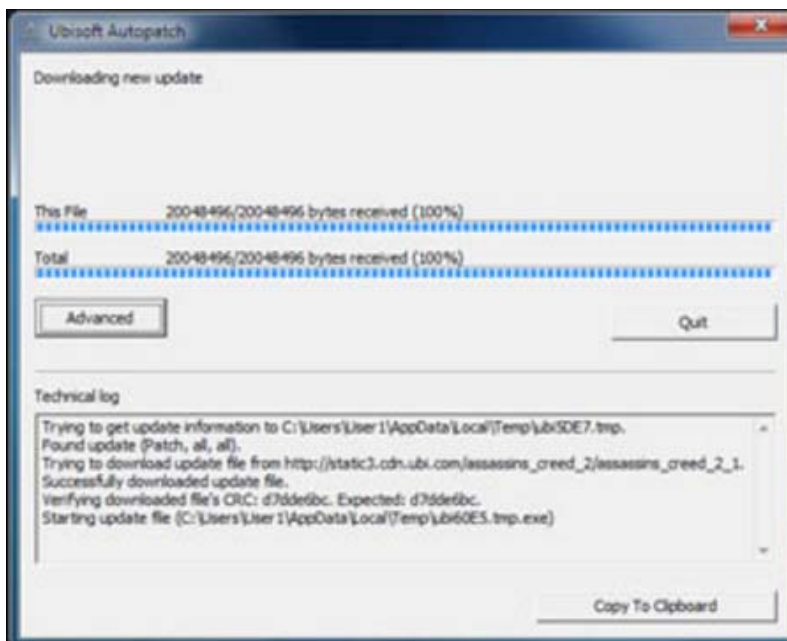 Ubisoft Autopatch
Downloading new update
This File 20048496/20048496 bytes received (100%)
Total 20048496/20048496 bytes received (100%)
Advanced
Quit
Technical log
Trying to get update information to C:\Users\User1\AppData\Local\Temp\ubi5DE7.tmp.
Found update (Patch, all, all).
Trying to download update file from http://static3.cdn.ubi.com/assassins_creed_2/assassins_creed_2_1.
Successfully downloaded update file.
Verifying downloaded file's CRC: d7dde6bc. Expected: d7dde6bc.
Starting update file (C:\Users\User1\AppData\Local\Temp\ubi60E5.tmp.exe)
Copy To Clipboard